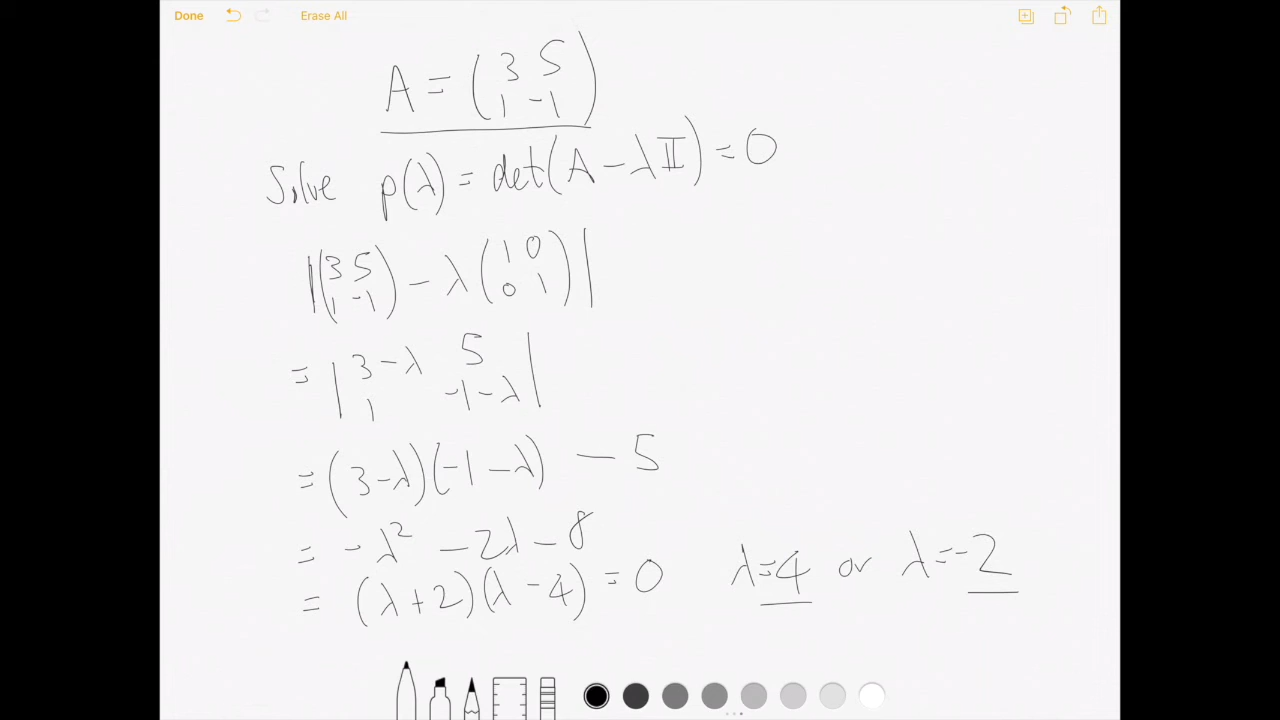 Done Erase All
A = ( 3 5 ; 1 -1 )
Solve p(λ) = det(A - λ𝕀) = 0
|( 3 5 ; 1 -1 ) - λ ( 1 0 ; 0 1 )|
= | 3-λ 5 ; 1 -1-λ |
= (3-λ)(-1-λ) - 5
= -λ² - 2λ - 8
= (λ+2)(λ-4) = 0 λ=4 or λ=-2